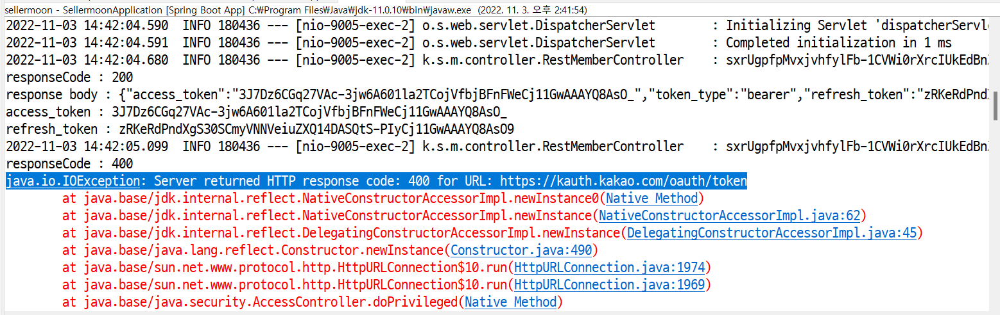 sellermoon - SellermoonApplication [Spring Boot App] C:₩Program Files₩Java₩jdk-11.0.10₩bin₩javaw.exe (2022. 11. 3. 오후 2:41:54)
2022-11-03 14:42:04.590  INFO 180436 --- [nio-9005-exec-2] o.s.web.servlet.DispatcherServlet        : Initializing Servlet 'dispatcherServl
2022-11-03 14:42:04.591  INFO 180436 --- [nio-9005-exec-2] o.s.web.servlet.DispatcherServlet        : Completed initialization in 1 ms
2022-11-03 14:42:04.680  INFO 180436 --- [nio-9005-exec-2] k.s.m.controller.RestMemberController    : sxrUgpfpMvxjvhfylFb-1CVWi0rXrcIUkEdBn
responseCode : 200
response body : {"access_token":"3J7Dz6CGq27VAc-3jw6A601la2TCojVfbjBFnFWeCj11GwAAAYQ8AsO_","token_type":"bearer","refresh_token":"zRKeRdPnd
access_token : 3J7Dz6CGq27VAc-3jw6A601la2TCojVfbjBFnFWeCj11GwAAAYQ8AsO_
refresh_token : zRKeRdPndXgS30SCmyVNNVeiuZXQ14DASQtS-PIyCj11GwAAAYQ8AsO9
2022-11-03 14:42:05.099  INFO 180436 --- [nio-9005-exec-2] k.s.m.controller.RestMemberController    : sxrUgpfpMvxjvhfylFb-1CVWi0rXrcIUkEdBn
responseCode : 400
java.io.IOException: Server returned HTTP response code: 400 for URL: https://kauth.kakao.com/oauth/token
at java.base/jdk.internal.reflect.NativeConstructorAccessorImpl.newInstance0(Native Method)
at java.base/jdk.internal.reflect.NativeConstructorAccessorImpl.newInstance(NativeConstructorAccessorImpl.java:62)
at java.base/jdk.internal.reflect.DelegatingConstructorAccessorImpl.newInstance(DelegatingConstructorAccessorImpl.java:45)
at java.base/java.lang.reflect.Constructor.newInstance(Constructor.java:490)
at java.base/sun.net.www.protocol.http.HttpURLConnection$10.run(HttpURLConnection.java:1974)
at java.base/sun.net.www.protocol.http.HttpURLConnection$10.run(HttpURLConnection.java:1969)
at java.base/java.security.AccessController.doPrivileged(Native Method)